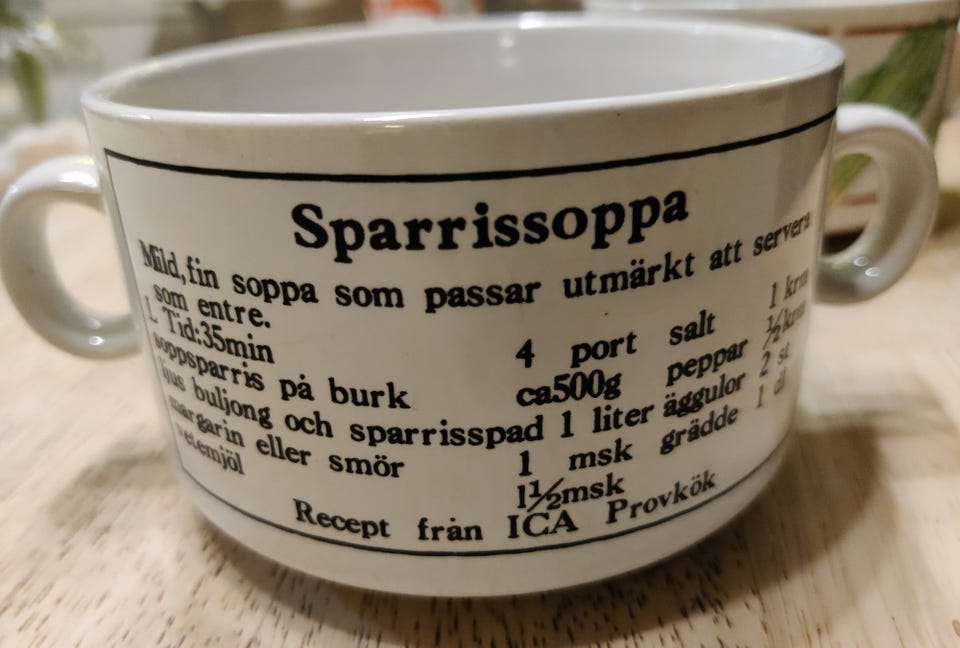 Sparrissoppa
Mild,fin soppa som passar utmärkt att servera
som entre.
L Tid:35min 4 port salt 1 krm
soppsparris på burk ca500g peppar ½krm
ljus buljong och sparrisspad 1 liter äggulor 2 st
margarin eller smör 1 msk grädde 1 dl
vetemjöl 1½msk
Recept från ICA Provkök